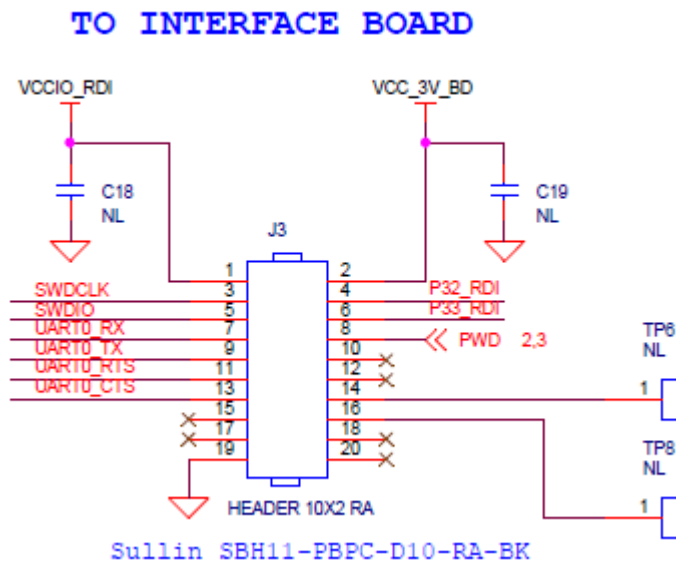 TO INTERFACE BOARD
VCCIO_RDI VCC_3V_BD
C18 C19
NL NL
J3
1 2
SWDCLK 3 4 P32_RDI
SWDIO 5 6 P33_RDI
UART0_RX 7 8 PWD 2,3
UART0_TX 9 10
UART0_RTS 11 12
UART0_CTS 13 14
15 16
17 18
19 20
TP6
NL
1
TP8
NL
1
HEADER 10X2 RA
Sullin SBH11-PBPC-D10-RA-BK